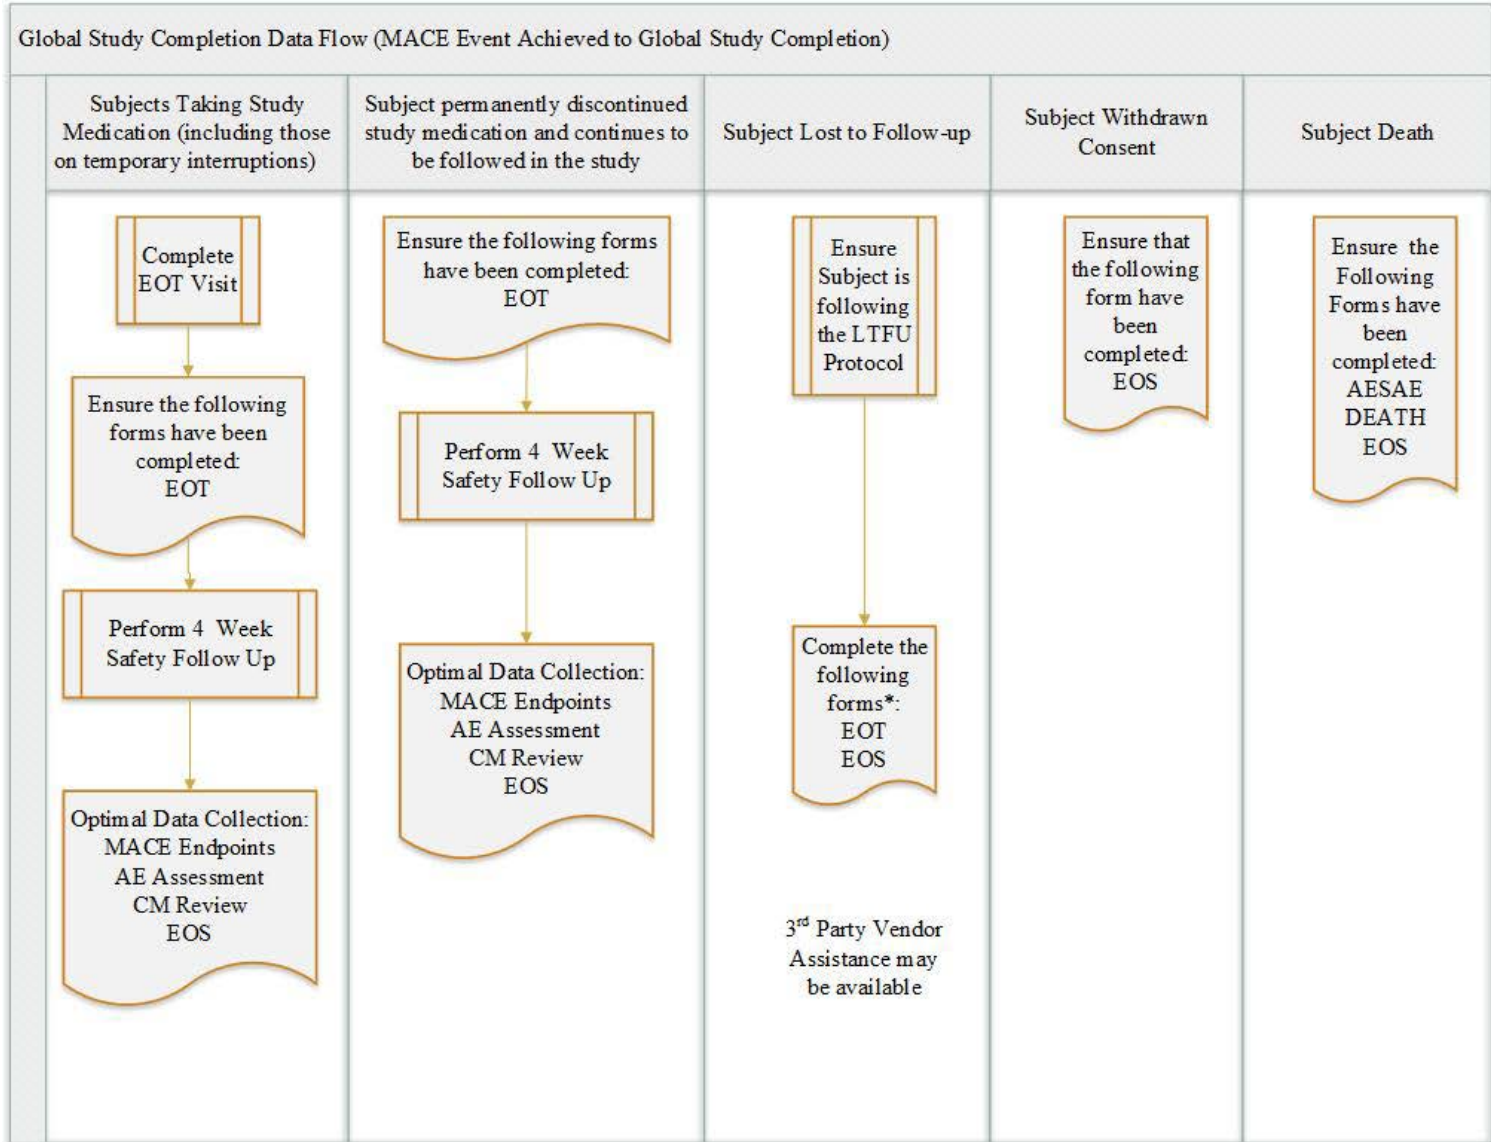 Global Study Completion Data Flow (MACE Event Achieved to Global Study Completion)
Subjects Taking Study
Medication (including those
on temporary interruptions)
Subject permanently discontinued
study medication and continues to
be followed in the study
Subject Lost to Follow-up
Subject Withdrawn
Consent
Subject Death
Complete
EOT Visit
Ensure the following
forms have been
completed:
EOT
Perform 4 Week
Safety Follow Up
Optimal Data Collection:
MACE Endpoints
AE Assessment
CM Review
EOS
Ensure the following forms
have been completed:
EOT
Perform 4 Week
Safety Follow Up
Optimal Data Collection:
MACE Endpoints
AE Assessment
CM Review
EOS
Ensure
Subject is
following
the LTFU
Protocol
Complete the
following
forms*:
EOT
EOS
3rd Party Vendor
Assistance may
be available
Ensure that
the following
form have
been
completed:
EOS
Ensure the
Following
Forms have
been
completed:
AESAE
DEATH
EOS